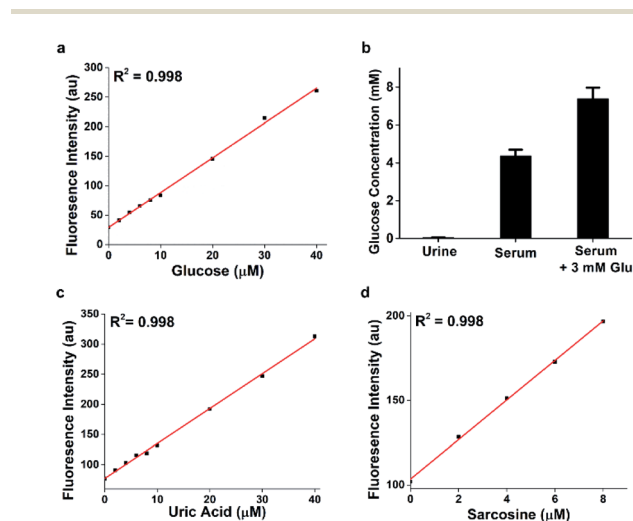 a
R² = 0.998
Fluoresence Intensity (au)
300
250
200
150
100
50
0
0 10 20 30 40
Glucose (μM)
b
Glucose Concentration (mM)
8
6
4
2
0
Urine Serum Serum
+ 3 mM Glu
c
R²= 0.998
Fluoresence Intensity (au)
350
300
250
200
150
100
0 10 20 30 40
Uric Acid (μM)
d
R² = 0.998
Fluoresence Intensity (au)
200
150
100
0 2 4 6 8
Sarcosine (μM)